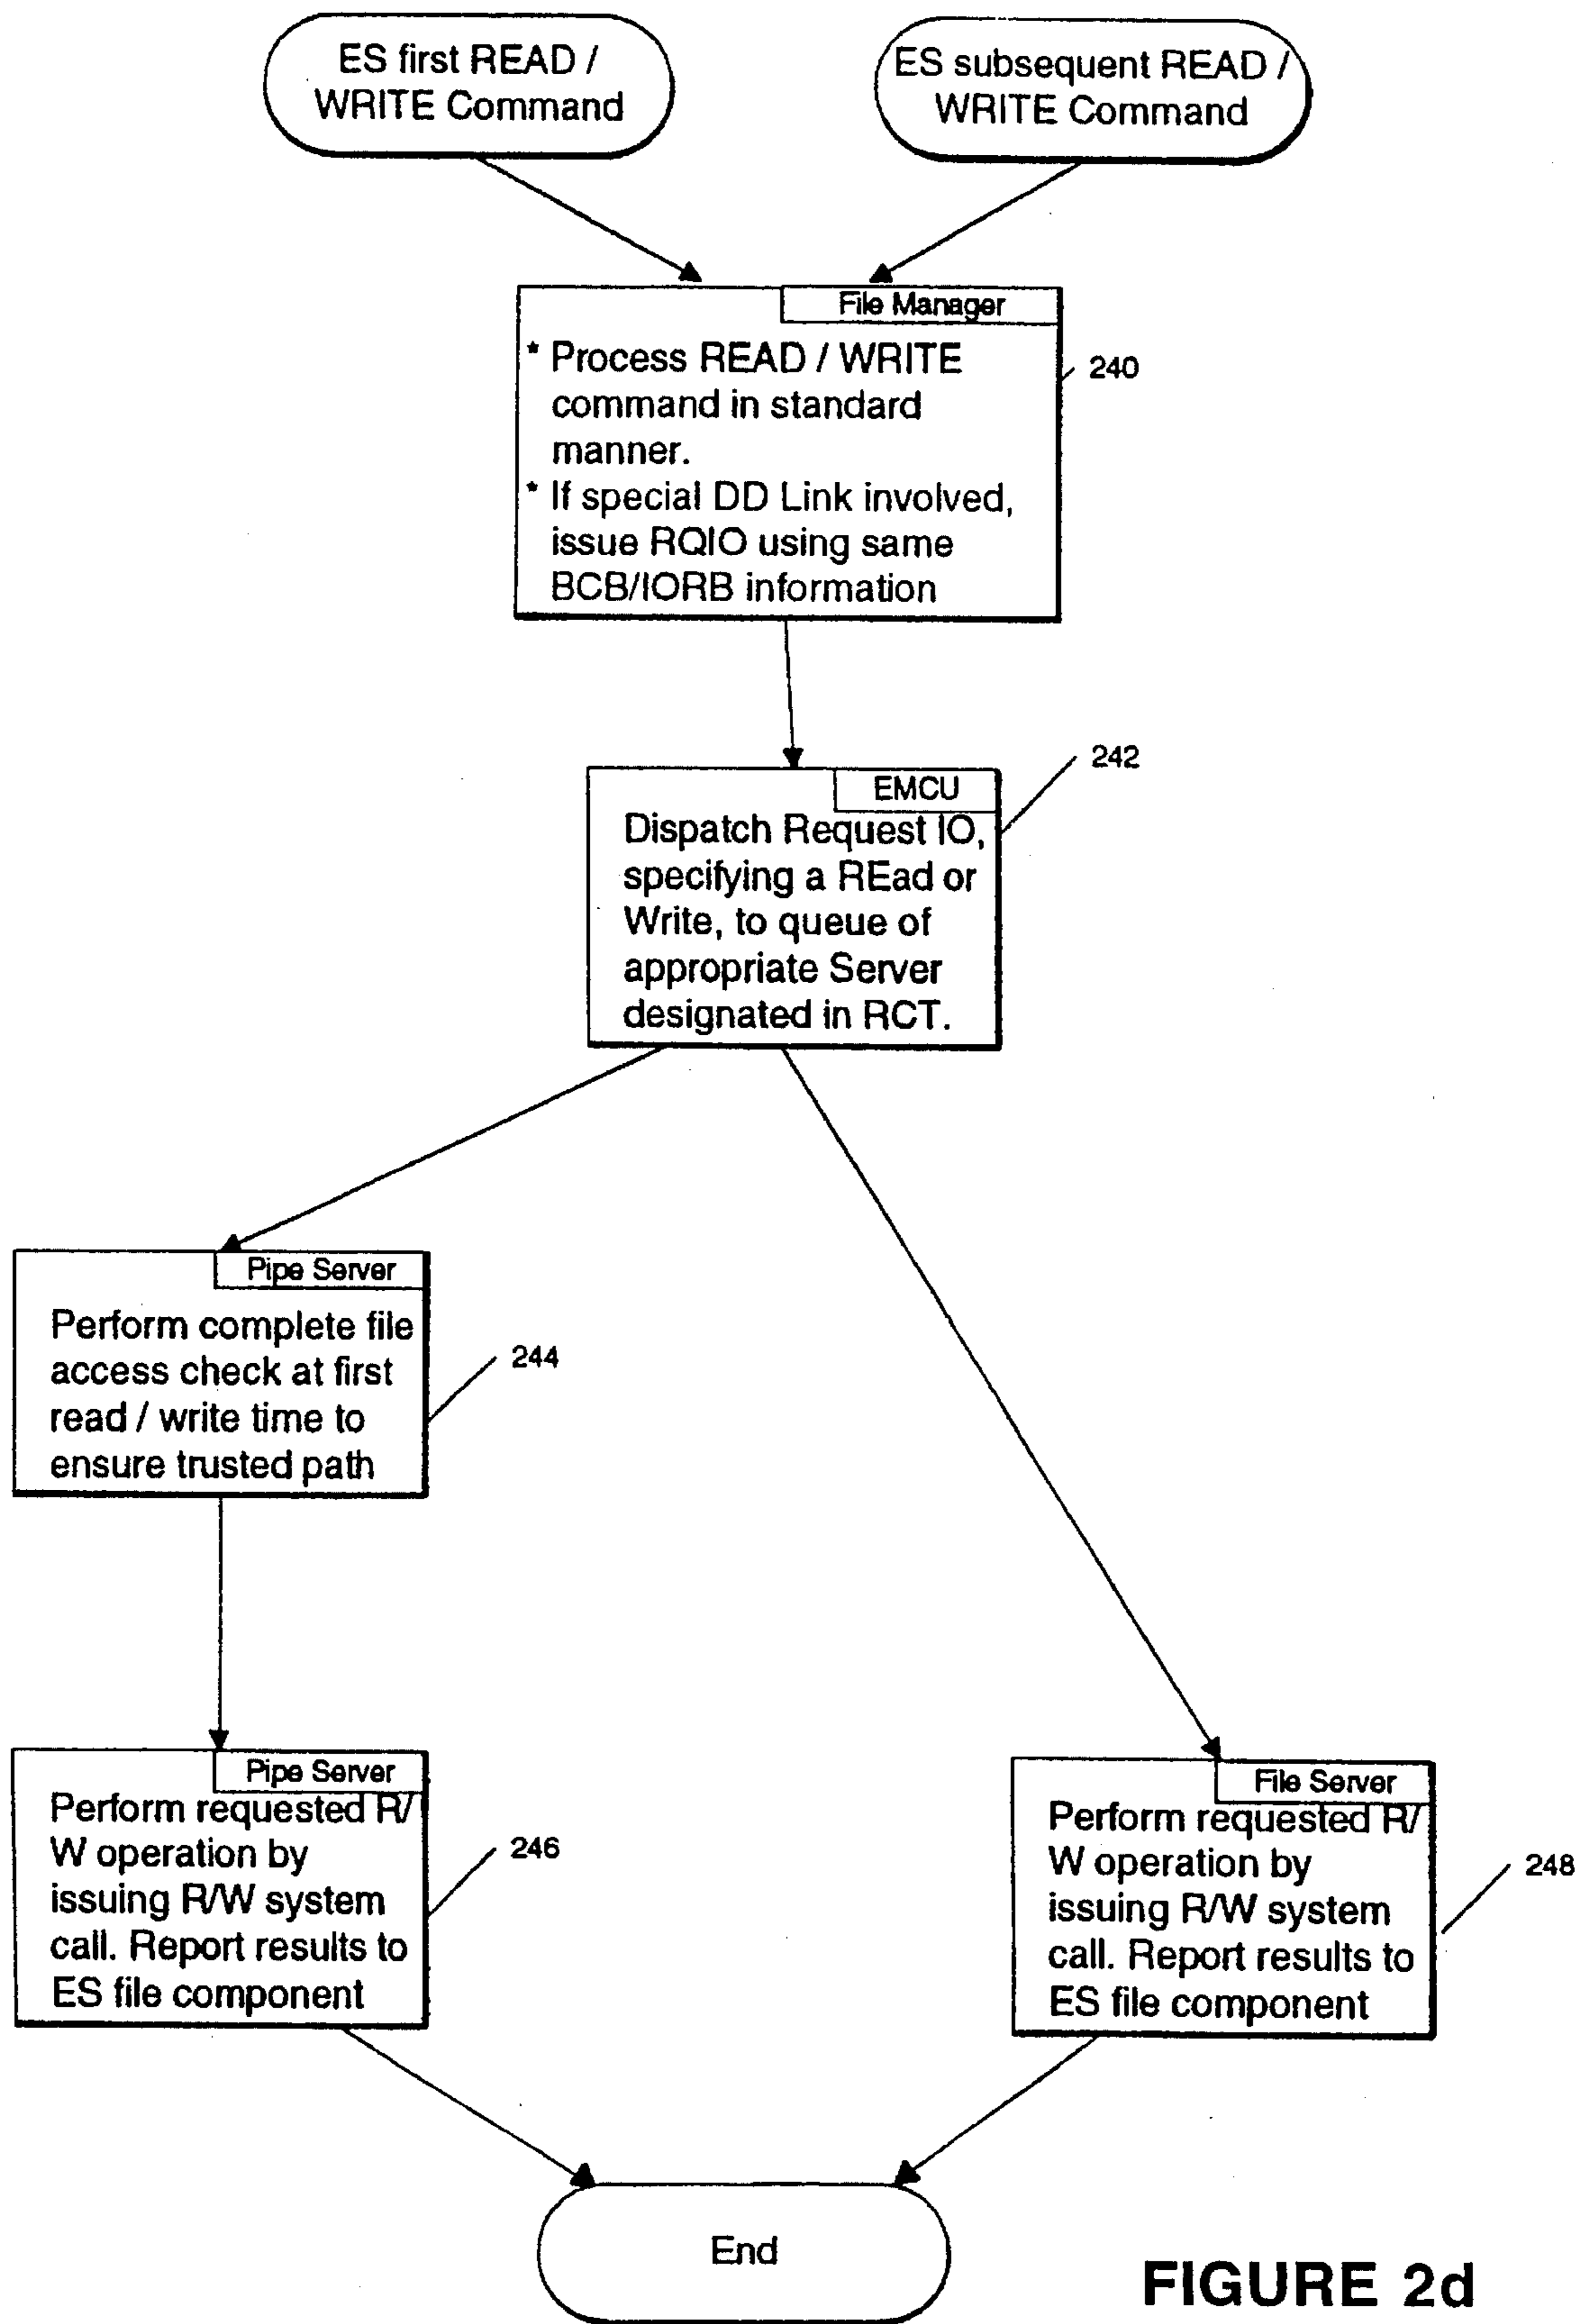 ES first READ /
WRITE Command
ES subsequent READ /
WRITE Command
File Manager
* Process READ / WRITE
command in standard
manner.
* If special DD Link involved,
issue RQIO using same
BCB/IORB information
240
EMCU
242
Dispatch Request IO,
specifying a REad or
Write, to queue of
appropriate Server
designated in RCT.
Pipe Server
Perform complete file
access check at first
read / write time to
ensure trusted path
244
Pipe Server
Perform requested R/
W operation by
issuing R/W system
call. Report results to
ES file component
246
File Server
Perform requested R/
W operation by
issuing R/W system
call. Report results to
ES file component
248
End
FIGURE 2d